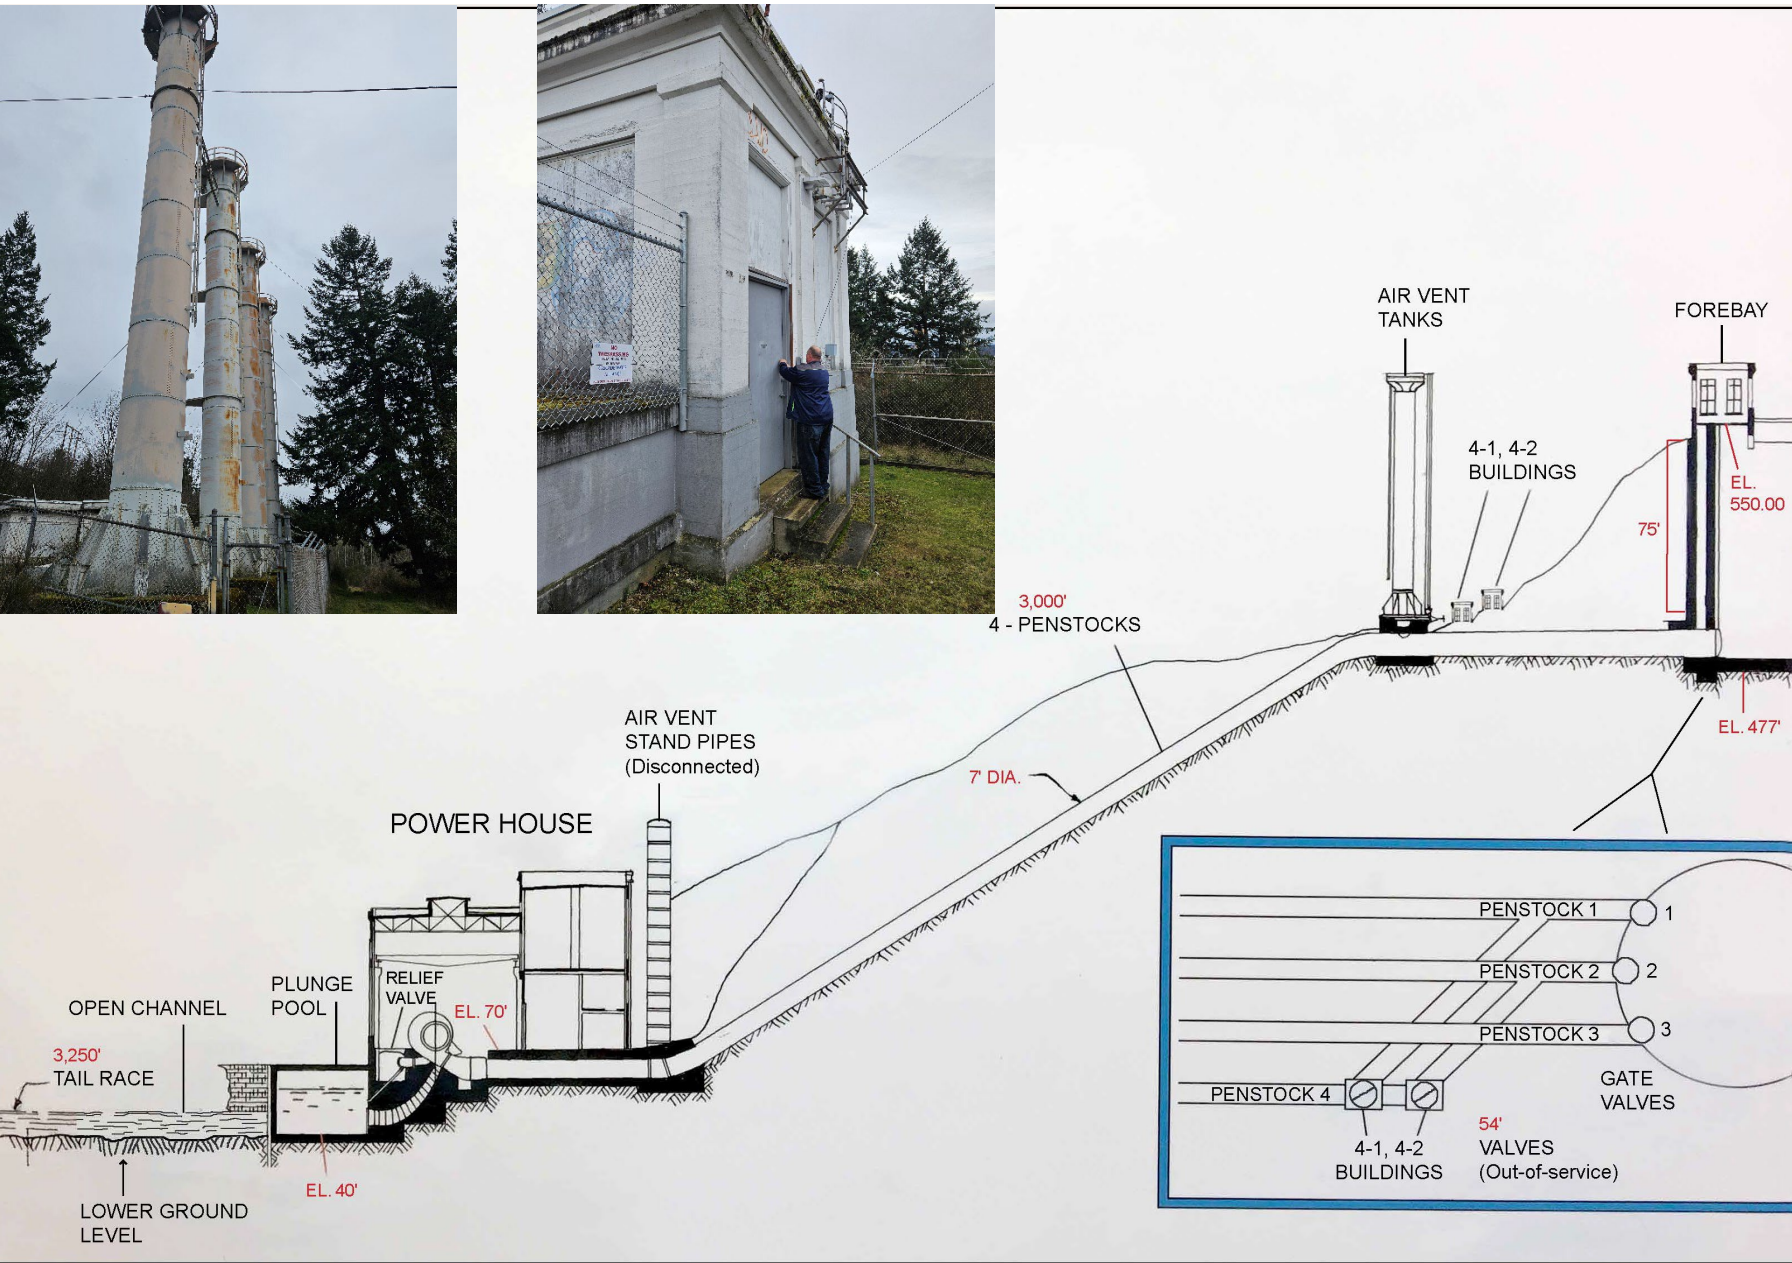 NO
TRESPASSING
AIR VENT
TANKS
FOREBAY
4-1, 4-2
BUILDINGS
EL.
550.00
75'
3,000'
4 - PENSTOCKS
EL. 477'
7' DIA.
AIR VENT
STAND PIPES
(Disconnected)
POWER HOUSE
PLUNGE
POOL
RELIEF
VALVE
EL. 70'
OPEN CHANNEL
3,250'
TAIL RACE
EL. 40'
LOWER GROUND
LEVEL
PENSTOCK 1
1
PENSTOCK 2
2
PENSTOCK 3
3
PENSTOCK 4
GATE
VALVES
4-1, 4-2
BUILDINGS
54'
VALVES
(Out-of-service)